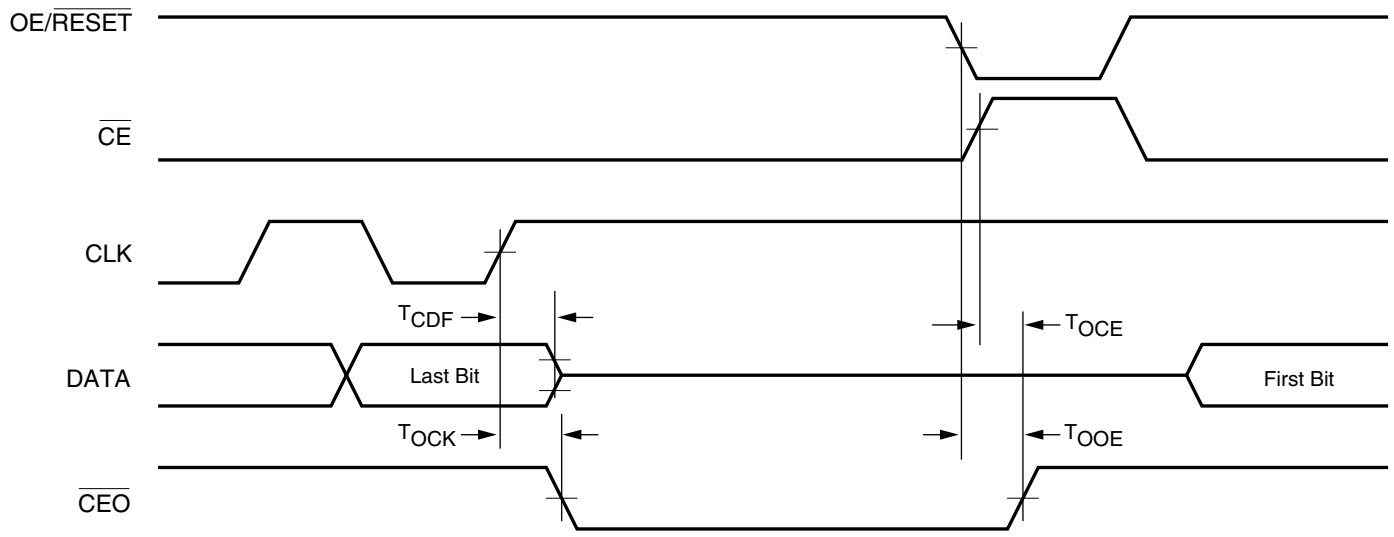 OE/RESET
CE
CLK
TCDF
TOCE
DATA
Last Bit
First Bit
TOCK
TOOE
CEO